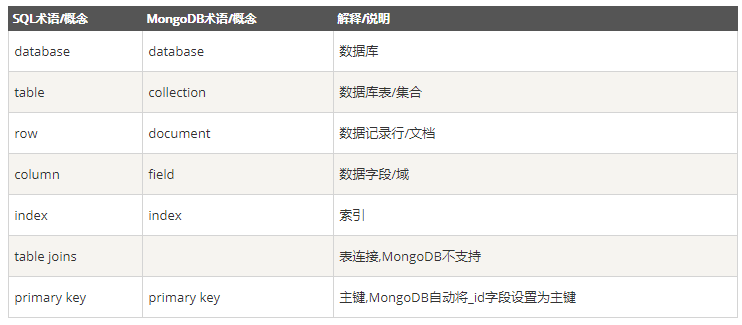 SQL术语/概念 MongoDB术语/概念 解释/说明
database database 数据库
table collection 数据库表/集合
row document 数据记录行/文档
column field 数据字段/域
index index 索引
table joins 表连接,MongoDB不支持
primary key primary key 主键,MongoDB自动将_id字段设置为主键